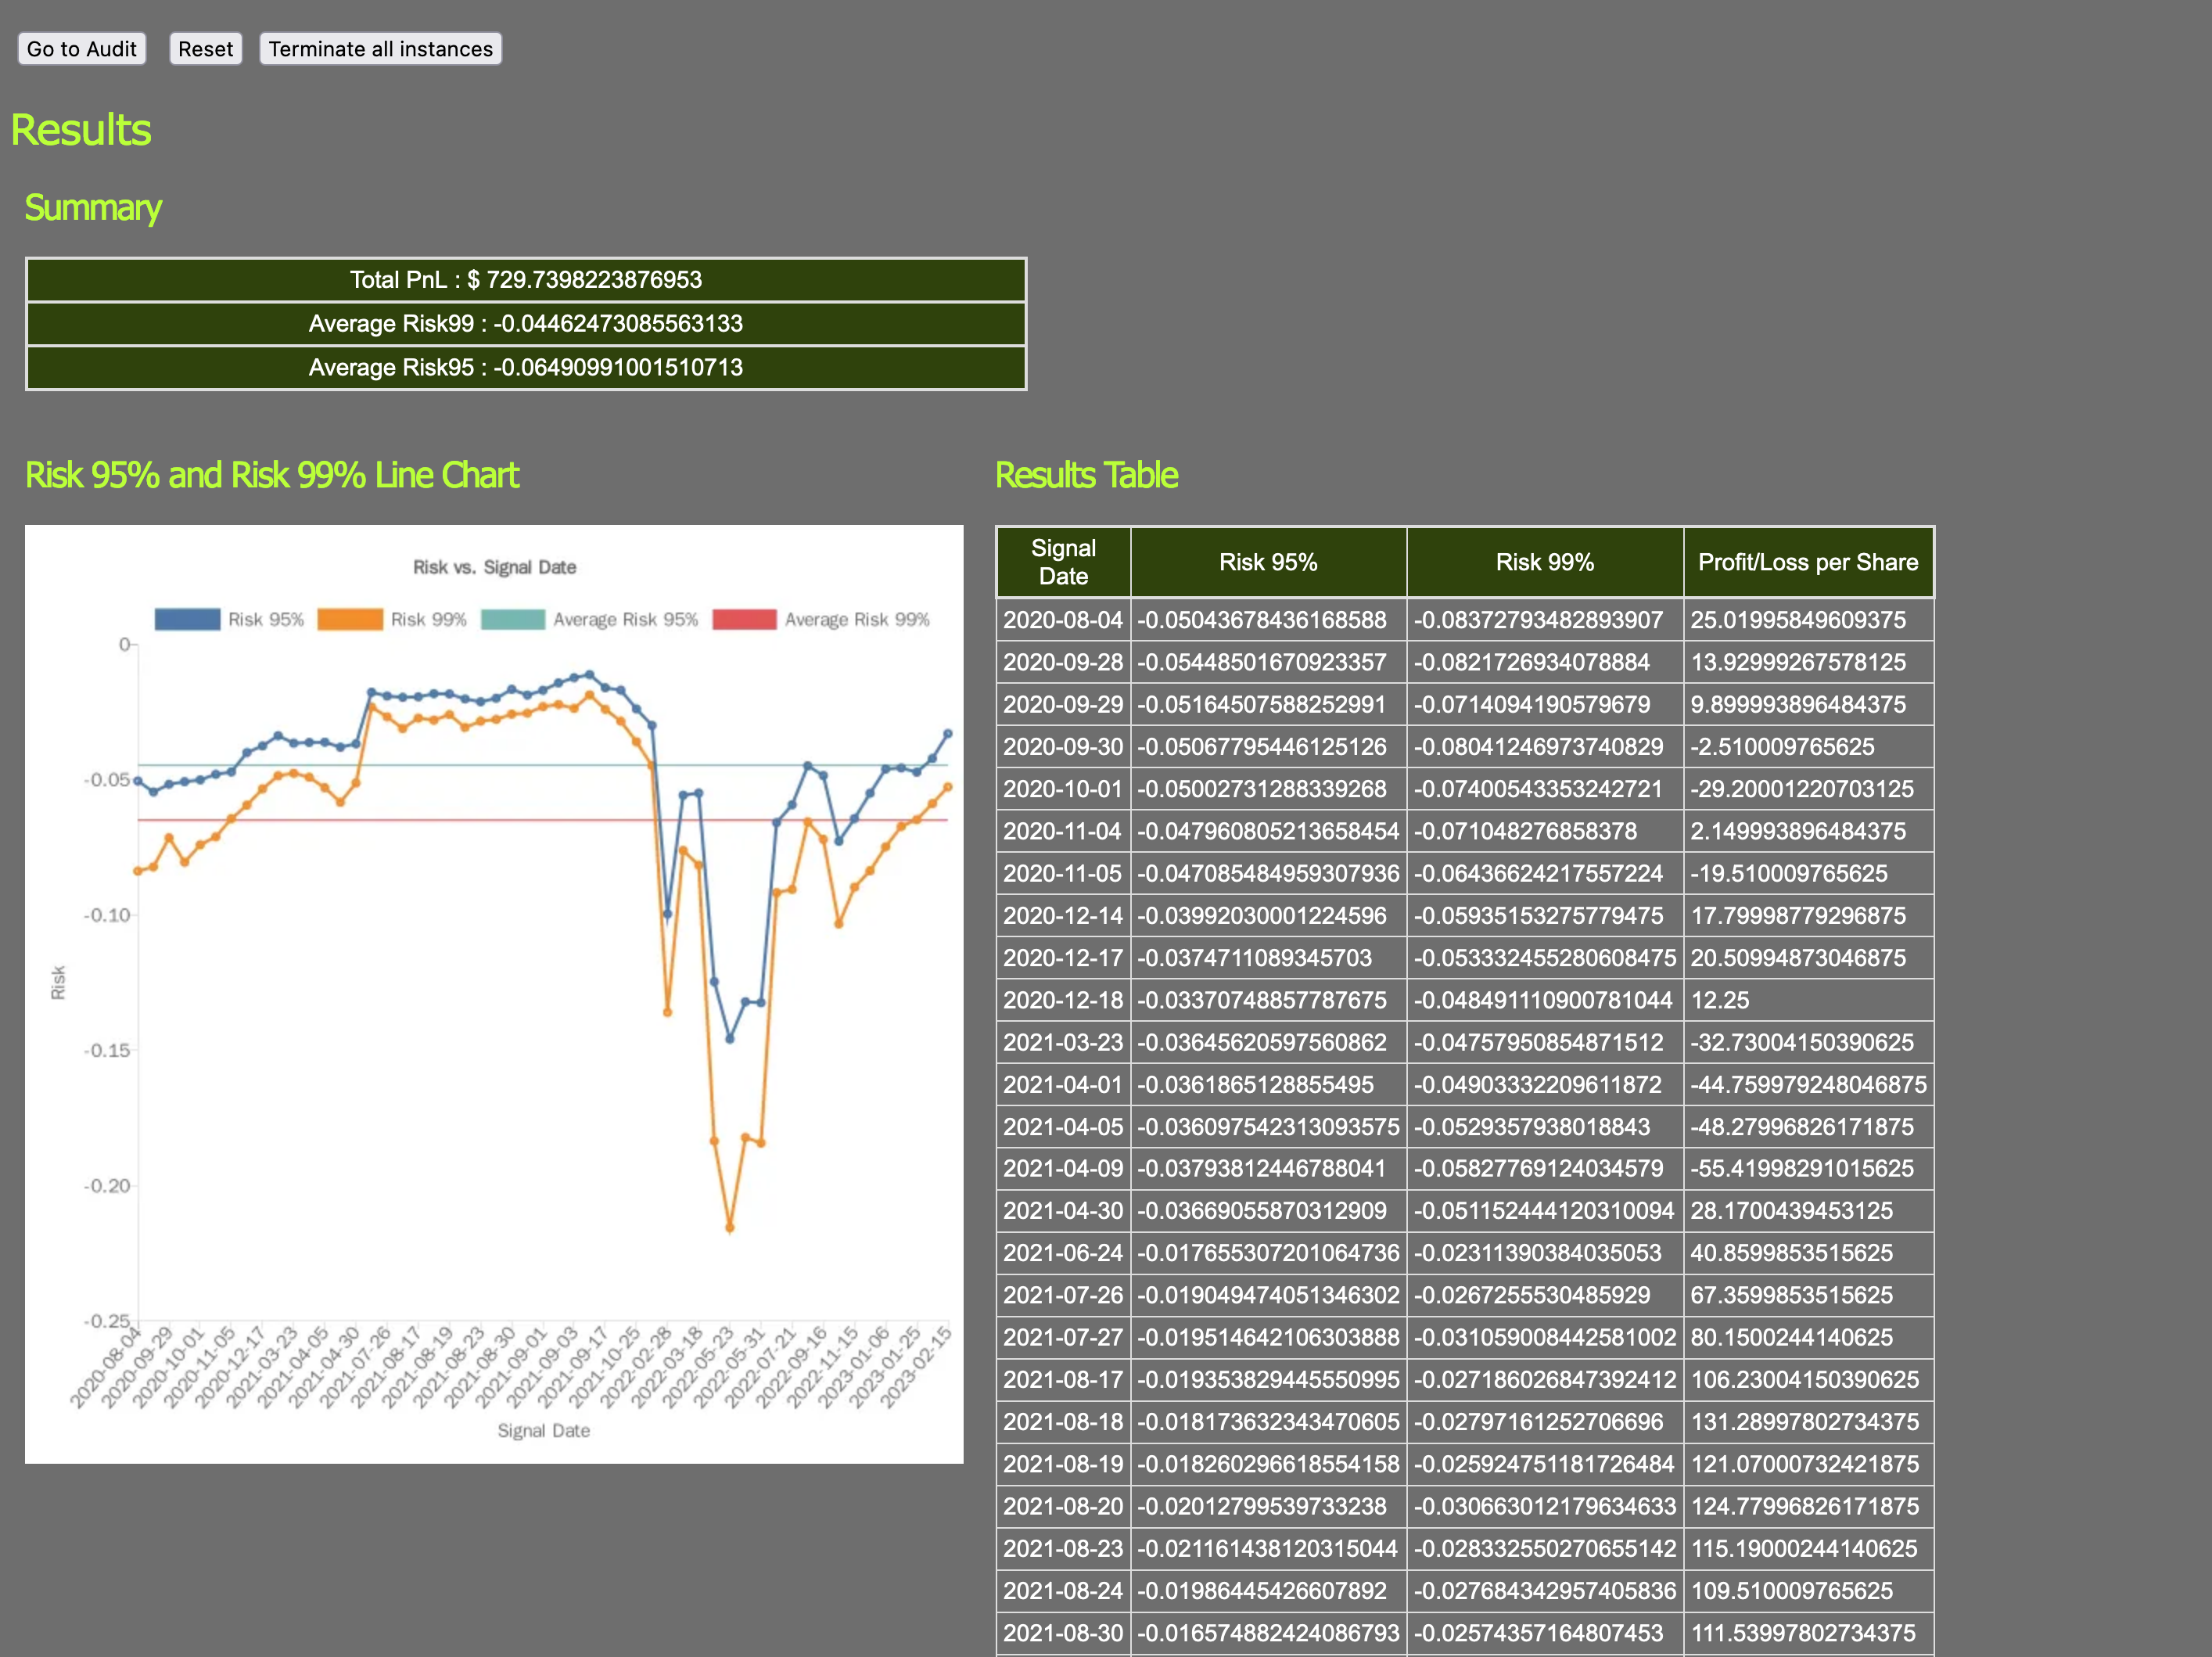 Go to Audit Reset Terminate all instances
Results
Summary
Total PnL : $ 729.7398223876953
Average Risk99 : -0.04462473085563133
Average Risk95 : -0.06490991001510713
Risk 95% and Risk 99% Line Chart
Risk vs. Signal Date
Risk 95% Risk 99% Average Risk 95% Average Risk 99%
0
-0.05
-0.10
-0.15
-0.20
-0.25
Risk
2020-08-04
2020-09-29
2020-10-01
2020-11-05
2020-12-17
2021-03-23
2021-04-05
2021-04-30
2021-07-26
2021-08-17
2021-08-19
2021-08-23
2021-08-30
2021-09-01
2021-09-03
2021-09-17
2021-10-25
2022-02-28
2022-03-18
2022-05-23
2022-05-31
2022-07-21
2022-09-16
2022-11-15
2023-01-06
2023-01-25
2023-02-15
Signal Date
Results Table
Signal Date Risk 95% Risk 99% Profit/Loss per Share
2020-08-04 -0.05043678436168588 -0.08372793482893907 25.01995849609375
2020-09-28 -0.05448501670923357 -0.0821726934078884 13.92999267578125
2020-09-29 -0.05164507588252991 -0.0714094190579679 9.899993896484375
2020-09-30 -0.05067795446125126 -0.08041246973740829 -2.510009765625
2020-10-01 -0.05002731288339268 -0.07400543353242721 -29.20001220703125
2020-11-04 -0.047960805213658454 -0.071048276858378 2.149993896484375
2020-11-05 -0.047085484959307936 -0.06436624217557224 -19.510009765625
2020-12-14 -0.03992030001224596 -0.05935153275779475 17.79998779296875
2020-12-17 -0.0374711089345703 -0.053332455280608475 20.50994873046875
2020-12-18 -0.03370748857787675 -0.048491110900781044 12.25
2021-03-23 -0.03645620597560862 -0.04757950854871512 -32.73004150390625
2021-04-01 -0.0361865128855495 -0.04903332209611872 -44.759979248046875
2021-04-05 -0.036097542313093575 -0.0529357938018843 -48.27996826171875
2021-04-09 -0.03793812446788041 -0.05827769124034579 -55.41998291015625
2021-04-30 -0.03669055870312909 -0.051152444120310094 28.1700439453125
2021-06-24 -0.017655307201064736 -0.02311390384035053 40.8599853515625
2021-07-26 -0.019049474051346302 -0.0267255530485929 67.3599853515625
2021-07-27 -0.019514642106303888 -0.031059008442581002 80.1500244140625
2021-08-17 -0.019353829445550995 -0.027186026847392412 106.23004150390625
2021-08-18 -0.018173632343470605 -0.02797161252706696 131.28997802734375
2021-08-19 -0.018260296618554158 -0.025924751181726484 121.07000732421875
2021-08-20 -0.02012799539733238 -0.030663012179634633 124.77996826171875
2021-08-23 -0.021161438120315044 -0.028332550270655142 115.19000244140625
2021-08-24 -0.01986445426607892 -0.027684342957405836 109.510009765625
2021-08-30 -0.016574882424086793 -0.02574357164807453 111.53997802734375